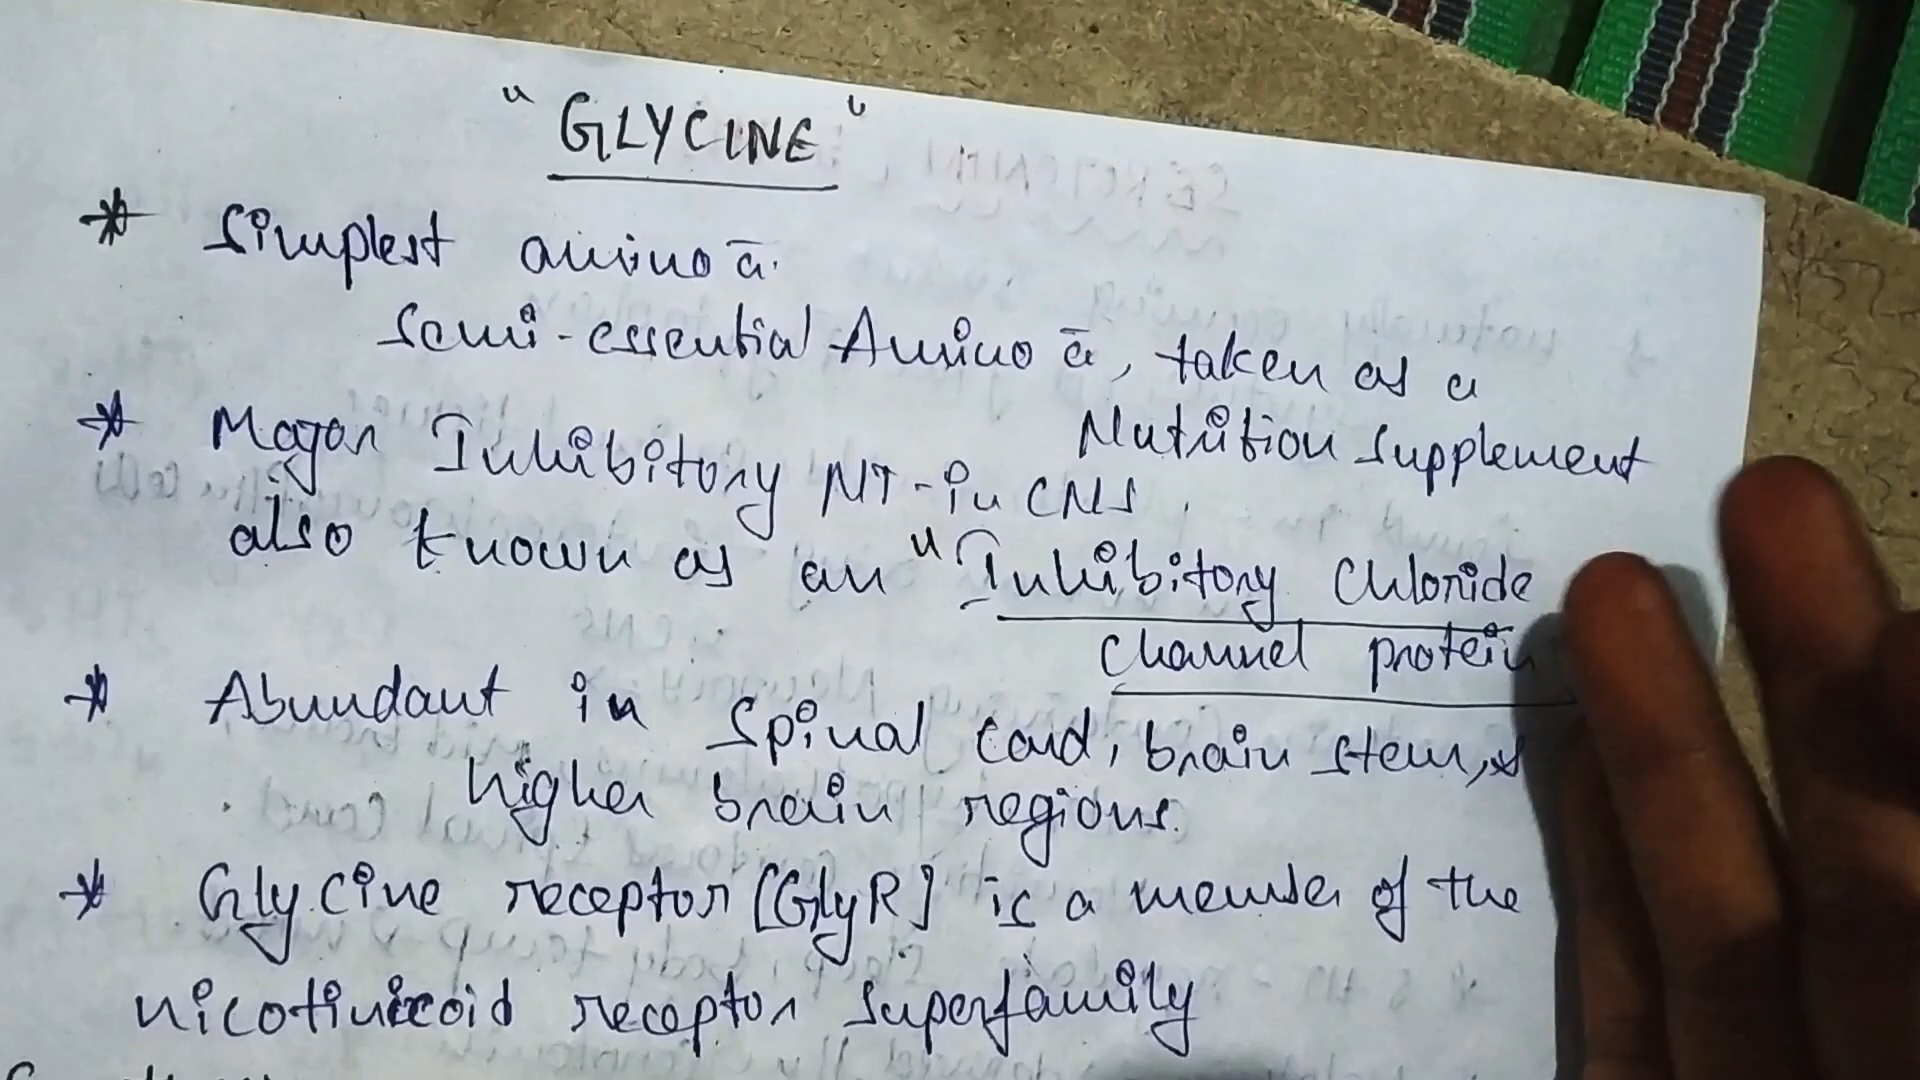 "GLYCINE"
* Simplest amino ā.
Semi-essential Amino ā, taken as a
Nutrition Supplement
* Major Inhibitory NT-in CNS,
also known as an "Inhibitory Chloride
channel protein
* Abundant in Spinal cord, brain stem, &
higher brain regions.
* Glycine receptor [GlyR] is a member of the
nicotinicoid receptor superfamily